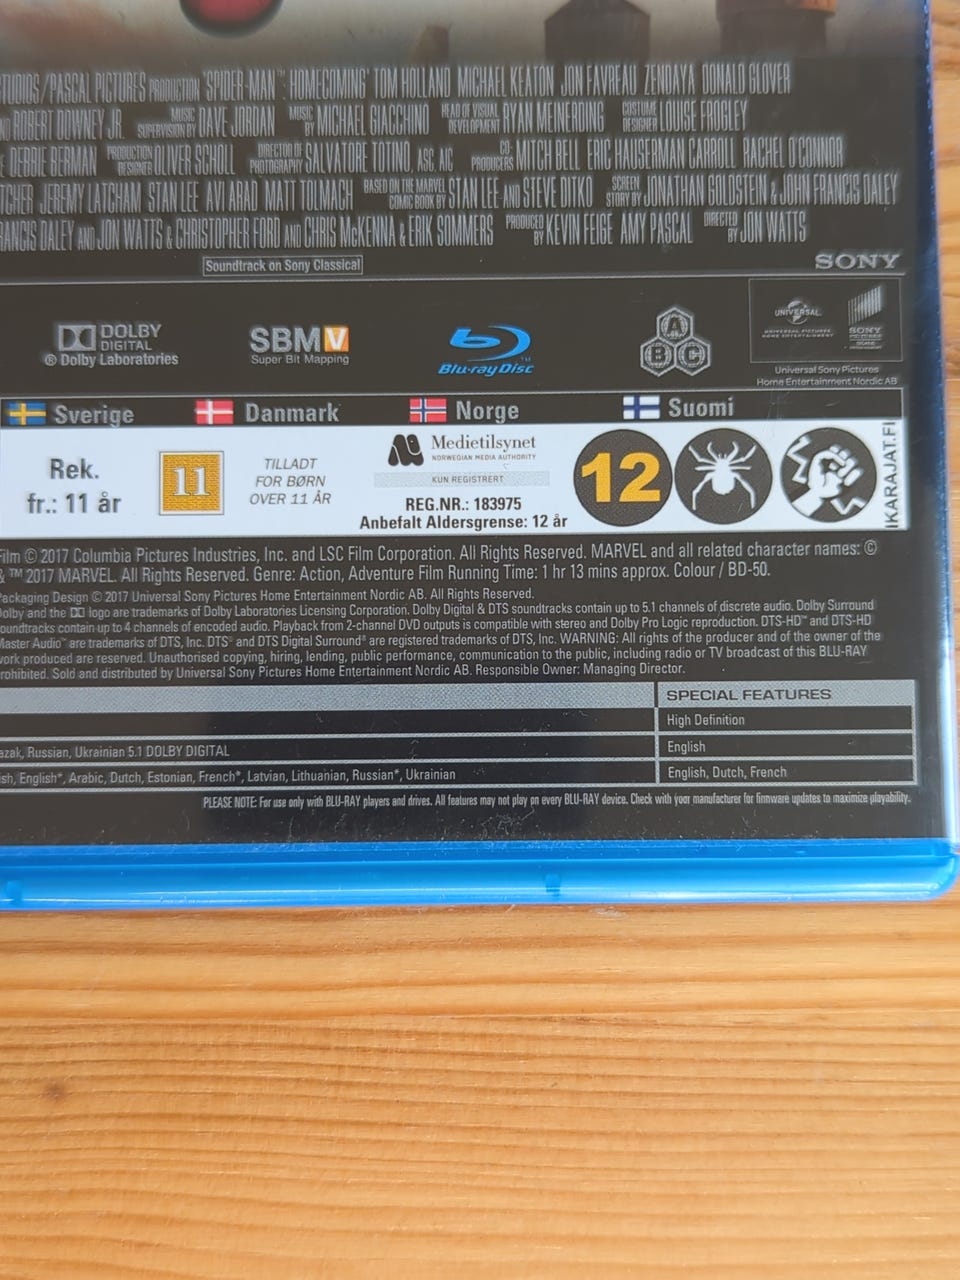 STUDIOS/PASCAL PICTURES PRODUCTION "SPIDER-MAN™: HOMECOMING" TOM HOLLAND MICHAEL KEATON JON FAVREAU ZENDAYA DONALD GLOVER
ROBERT DOWNEY JR. MUSIC SUPERVISION BY DAVE JORDAN MUSIC BY MICHAEL GIACCHINO HEAD OF VISUAL DEVELOPMENT RYAN MEINERDING COSTUME DESIGNER LOUISE FROGLEY
DEBBIE BERMAN PRODUCTION DESIGNER OLIVER SCHOLL DIRECTOR OF PHOTOGRAPHY SALVATORE TOTINO, ASC, AIC CO-PRODUCERS MITCH BELL ERIC HAUSERMAN CARROLL RACHEL O'CONNOR
TCHER JEREMY LATCHAM STAN LEE AVI ARAD MATT TOLMACH BASED ON THE MARVEL COMIC BOOK BY STAN LEE AND STEVE DITKO SCREEN STORY BY JONATHAN GOLDSTEIN & JOHN FRANCIS DALEY
RANCIS DALEY AND JON WATTS & CHRISTOPHER FORD AND CHRIS McKENNA & ERIK SOMMERS PRODUCED BY KEVIN FEIGE AMY PASCAL DIRECTED BY JON WATTS
Soundtrack on Sony Classical
SONY
DOLBY DIGITAL
® Dolby Laboratories
SBMV
Super Bit Mapping
Blu-ray Disc™
A B C
UNIVERSAL
UNIVERSAL PICTURES
HOME ENTERTAINMENT NORDIC
SONY
PICTURES
Universal Sony Pictures
Home Entertainment Nordic AB
Sverige Danmark Norge Suomi
Rek.
fr.: 11 år
11
TILLADT
FOR BØRN
OVER 11 ÅR
Medietilsynet
NORWEGIAN MEDIA AUTHORITY
KUN REGISTRERT
REG.NR.: 183975
Anbefalt Aldersgrense: 12 år
12
IKARAJAT.FI
Film © 2017 Columbia Pictures Industries, Inc. and LSC Film Corporation. All Rights Reserved. MARVEL and all related character names: ©
& ™ 2017 MARVEL. All Rights Reserved. Genre: Action, Adventure Film Running Time: 1 hr 13 mins approx. Colour / BD-50.
Packaging Design © 2017 Universal Sony Pictures Home Entertainment Nordic AB. All Rights Reserved.
Dolby and the DD logo are trademarks of Dolby Laboratories Licensing Corporation. Dolby Digital & DTS soundtracks contain up to 5.1 channels of discrete audio. Dolby Surround
soundtracks contain up to 4 channels of encoded audio. Playback from 2-channel DVD outputs is compatible with stereo and Dolby Pro Logic reproduction. DTS-HD™ and DTS-HD
Master Audio™ are trademarks of DTS, Inc. DTS® and DTS Digital Surround® are registered trademarks of DTS, Inc. WARNING: All rights of the producer and of the owner of the
work produced are reserved. Unauthorised copying, hiring, lending, public performance, communication to the public, including radio or TV broadcast of this BLU-RAY
prohibited. Sold and distributed by Universal Sony Pictures Home Entertainment Nordic AB. Responsible Owner: Managing Director.
SPECIAL FEATURES
High Definition
azak, Russian, Ukrainian 5.1 DOLBY DIGITAL English
ish, English*, Arabic, Dutch, Estonian, French*, Latvian, Lithuanian, Russian*, Ukrainian English, Dutch, French
PLEASE NOTE: For use only with BLU-RAY players and drives. All features may not play on every BLU-RAY device. Check with your manufacturer for firmware updates to maximize playability.